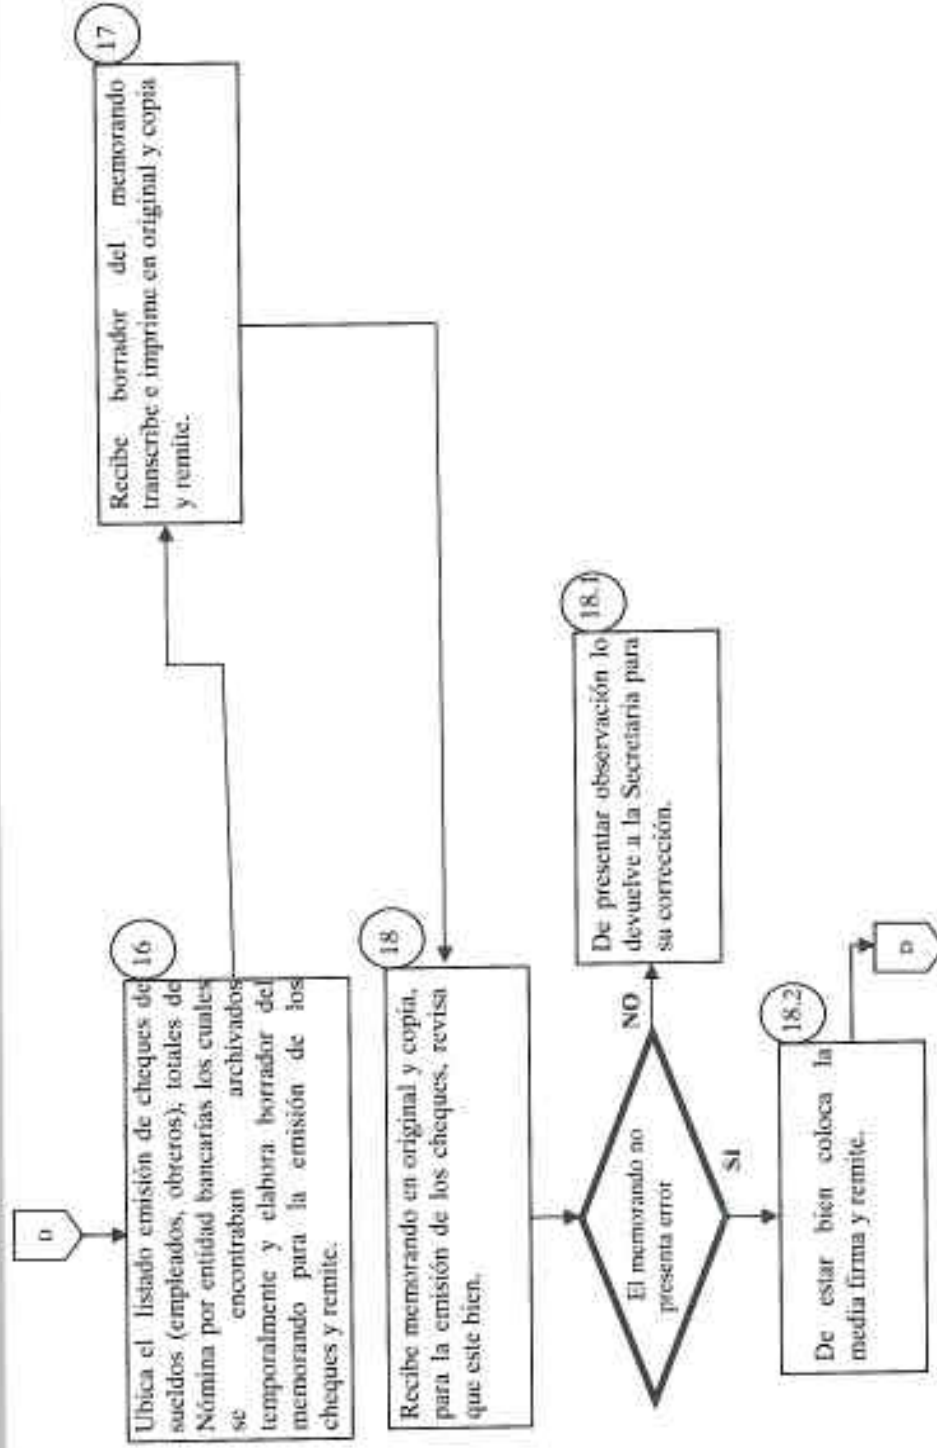 D
16
Ubica el listado emisión de cheques de
sueldos (empleados, obreros), totales de
Nómina por entidad bancarias los cuales
se encontraban archivados
temporalmente y elabora borrador del
memorando para la emisión de los
cheques y remite.
17
Recibe borrador del memorando
transcribe e imprime en original y copia
y remite.
18
Recibe memorando en original y copia,
para la emisión de los cheques, revisa
que este bien.
El memorando no
presenta error
NO
18.1
De presentar observación lo
devuelve a la Secretaria para
su corrección.
SI
18.2
De estar bien coloca la
media firma y remite.
D